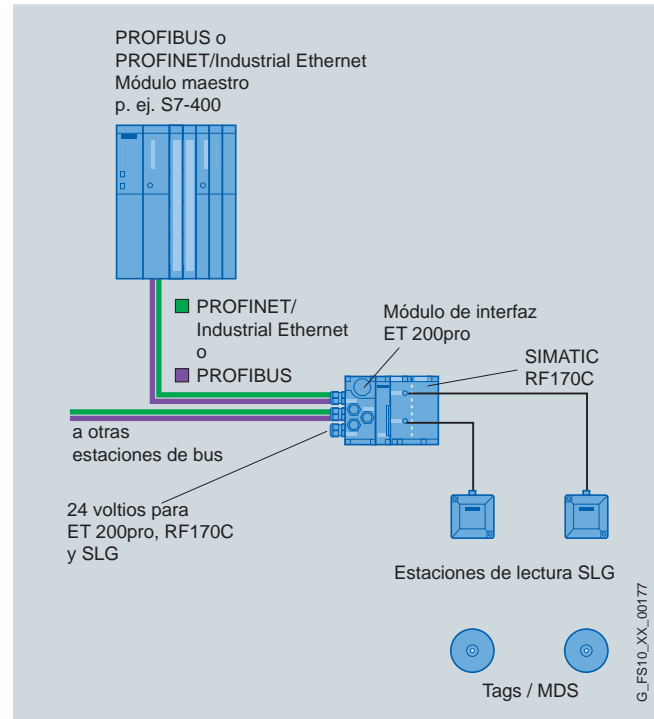 PROFIBUS o
PROFINET/Industrial Ethernet
Módulo maestro
p. ej. S7-400
PROFINET/
Industrial Ethernet
o
PROFIBUS
Módulo de interfaz
ET 200pro
SIMATIC
RF170C
a otras
estaciones de bus
24 voltios para
ET 200pro, RF170C
y SLG
Estaciones de lectura SLG
Tags / MDS
G_FS10_XX_00177